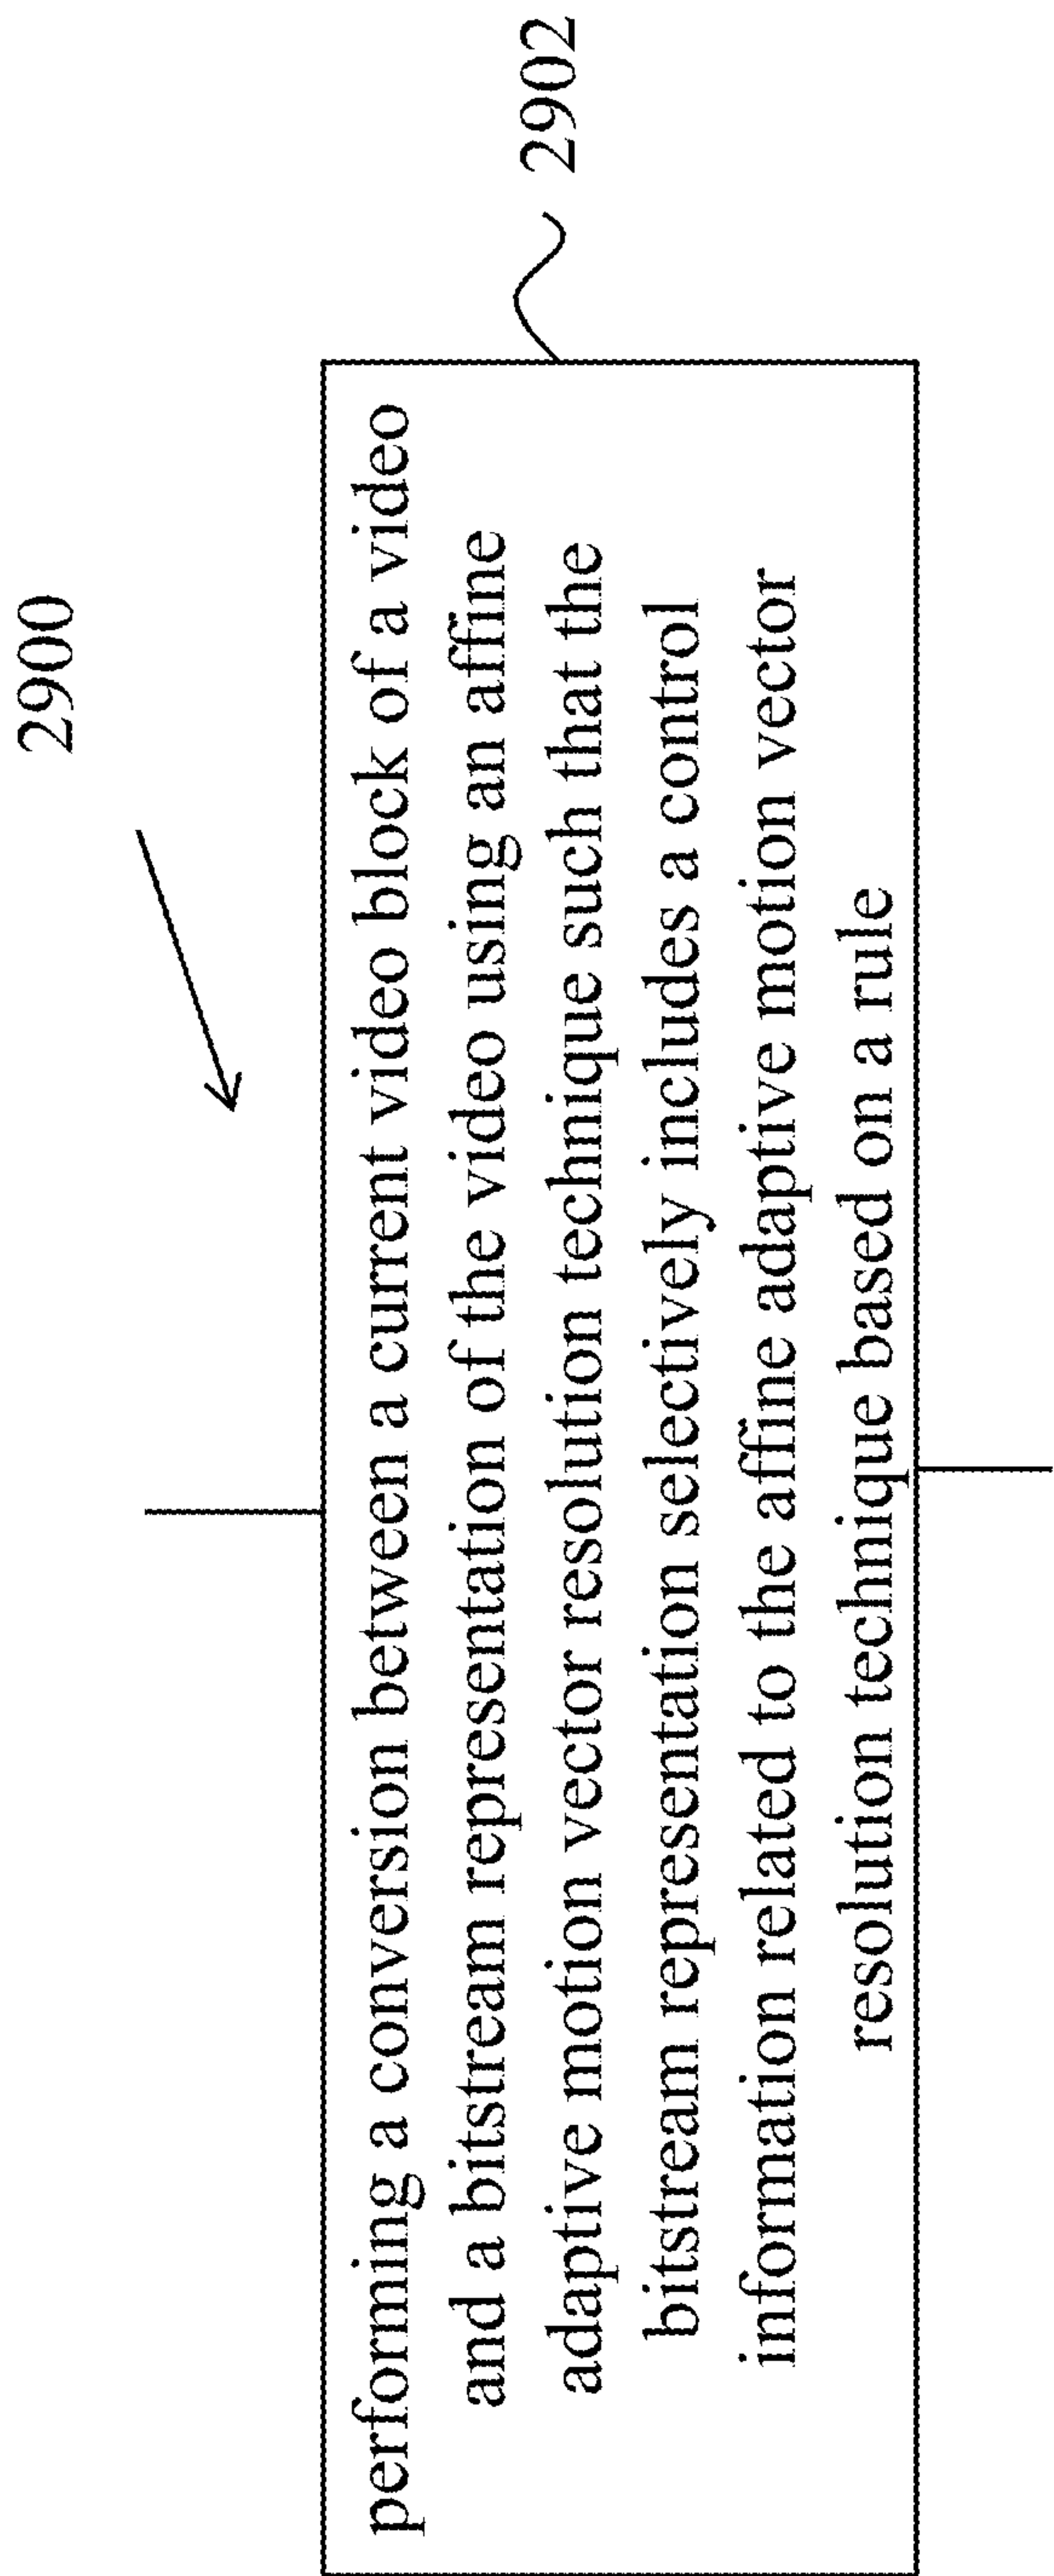 2900
performing a conversion between a current video block of a video
and a bitstream representation of the video using an affine
adaptive motion vector resolution technique such that the
bitstream representation selectively includes a control
information related to the affine adaptive motion vector
resolution technique based on a rule
2902